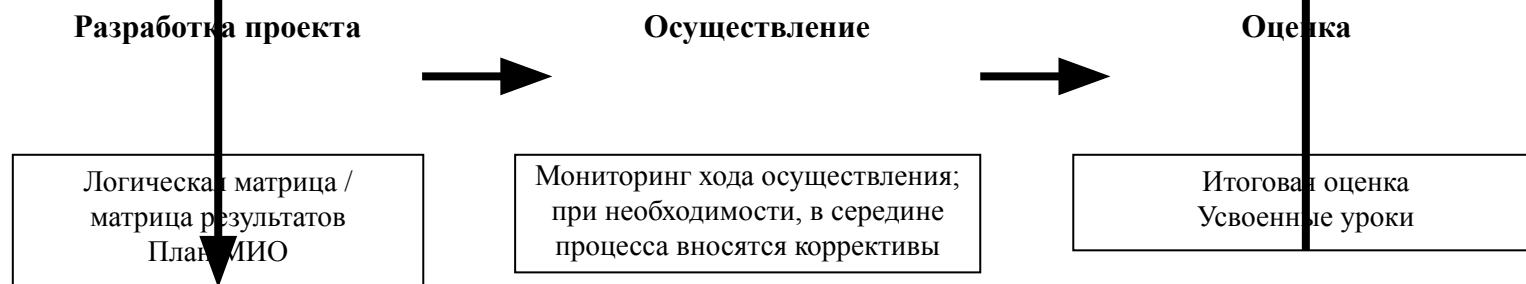 Разработка проекта
Осуществление
Оценка
Логическая матрица /
матрица результатов
План МИО
Мониторинг хода осуществления;
при необходимости, в середине
процесса вносятся коррективы
Итоговая оценка
Усвоенные уроки